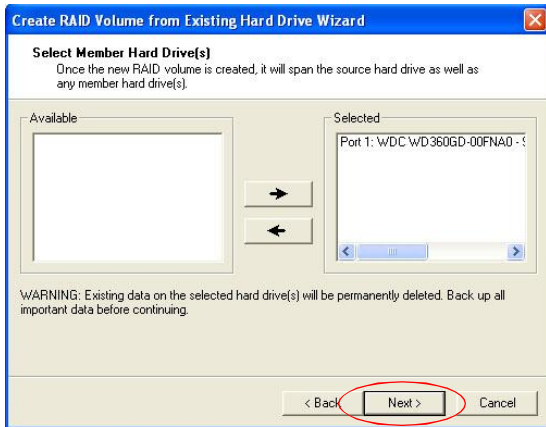 Create RAID Volume from Existing Hard Drive Wizard
Select Member Hard Drive(s)
Once the new RAID volume is created, it will span the source hard drive as well as
any member hard drive(s).
Available
Selected
Port 1: WDC WD360GD-00FNA0 -
WARNING: Existing data on the selected hard drive(s) will be permanently deleted. Back up all
important data before continuing.
< Back
Next >
Cancel